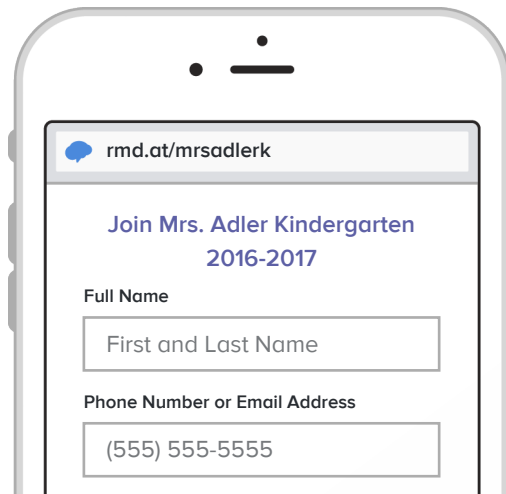 rmd.at/mrsadlerk
Join Mrs. Adler Kindergarten
2016-2017
Full Name
First and Last Name
Phone Number or Email Address
(555) 555-5555